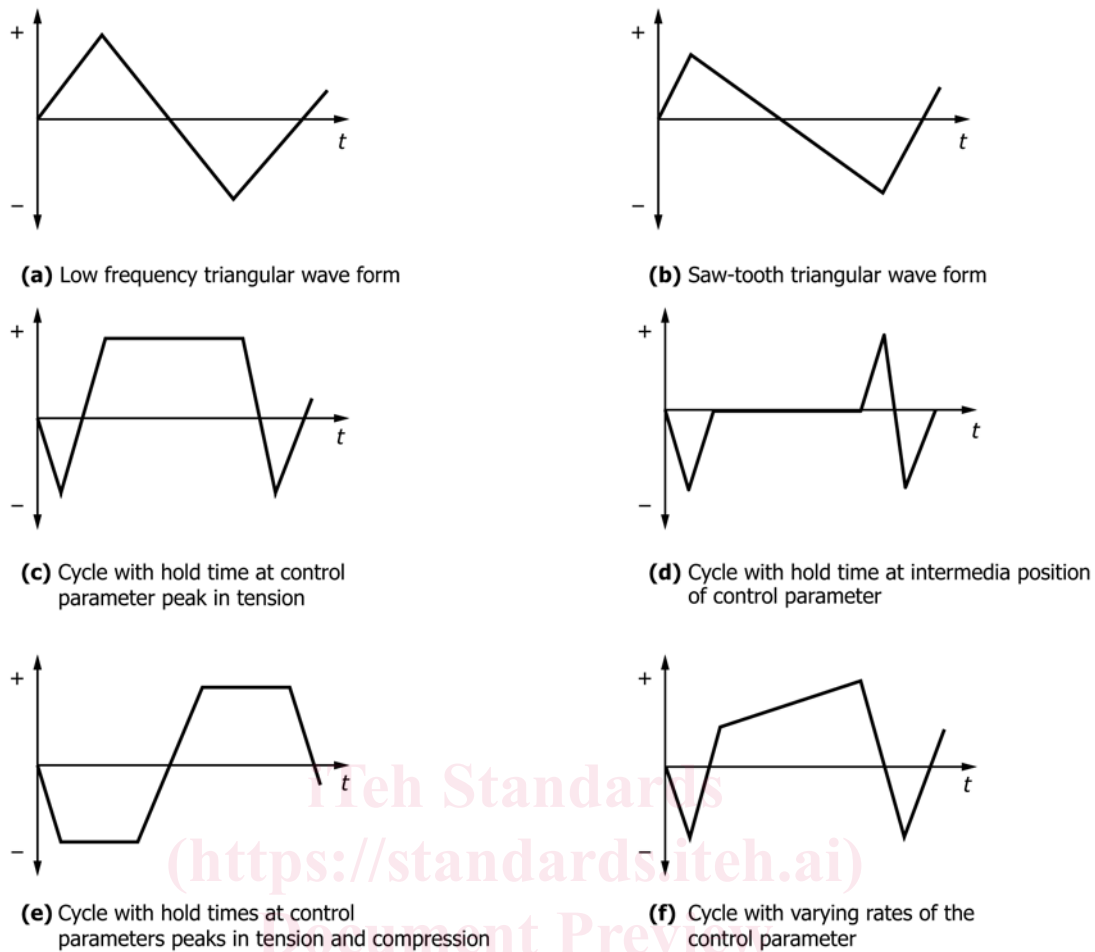 +
+
t
t
−
−
(a) Low frequency triangular wave form
(b) Saw-tooth triangular wave form
+
+
t
t
−
−
(c) Cycle with hold time at control
parameter peak in tension
(d) Cycle with hold time at intermedia position
of control parameter
+
+
t
t
iTeh Standards
−
−
(https://standards.iteh.ai)
(e) Cycle with hold times at control
parameters peaks in tension and compression
(f) Cycle with varying rates of the
control parameter
Document Preview